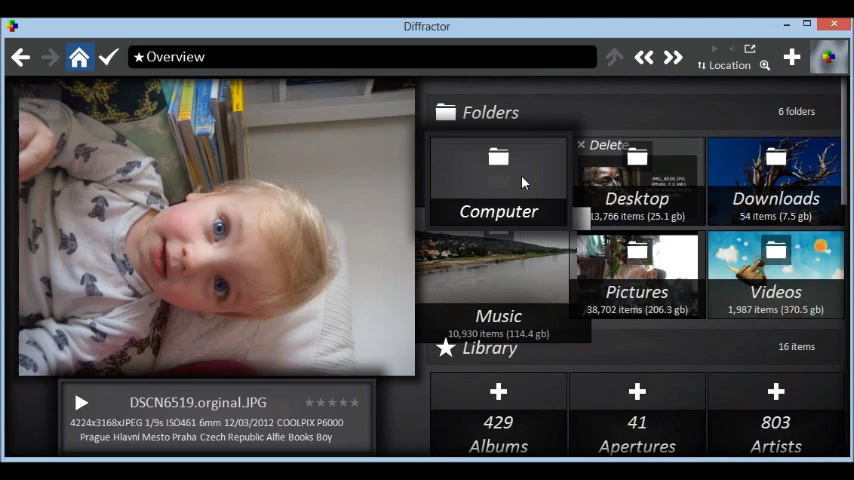 Diffractor
★Overview
Location
Folders
6 folders
× Delete
Computer
Desktop
13,766 items (25.1 gb)
Downloads
54 items (7.5 gb)
Music
10,930 items (114.4 gb)
Pictures
38,702 items (206.3 gb)
Videos
1,987 items (370.5 gb)
Library
16 items
429
Albums
41
Apertures
803
Artists
DSCN6519.orginal.JPG
4224x3168xJPEG 1/9s ISO461 6mm 12/03/2012 COOLPIX P6000
Prague Hlavní Mesto Praha Czech Republic Alfie Books Boy